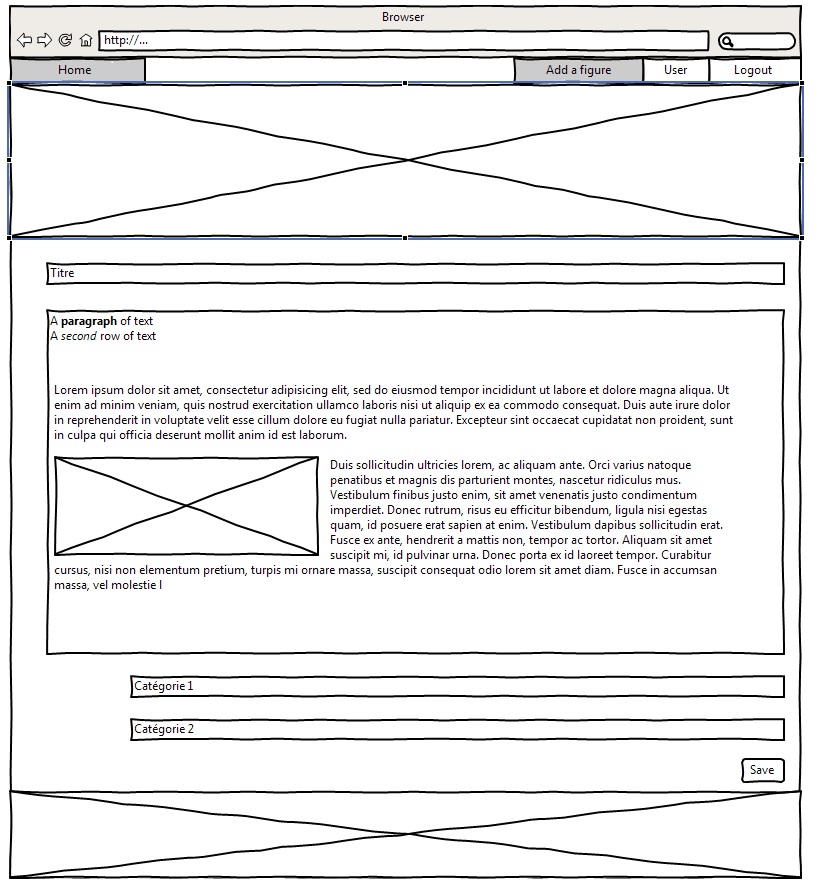 Browser
http://...
Home
Add a figure
User
Logout
Titre
A paragraph of text
A second row of text
Lorem ipsum dolor sit amet, consectetur adipisicing elit, sed do eiusmod tempor incididunt ut labore et dolore magna aliqua. Ut
enim ad minim veniam, quis nostrud exercitation ullamco laboris nisi ut aliquip ex ea commodo consequat. Duis aute irure dolor
in reprehenderit in voluptate velit esse cillum dolore eu fugiat nulla pariatur. Excepteur sint occaecat cupidatat non proident, sunt
in culpa qui officia deserunt mollit anim id est laborum.
Duis sollicitudin ultricies lorem, ac aliquam ante. Orci varius natoque
penatibus et magnis dis parturient montes, nascetur ridiculus mus.
Vestibulum finibus justo enim, sit amet venenatis justo condimentum
imperdiet. Donec rutrum, risus eu efficitur bibendum, ligula nisi egestas
quam, id posuere erat sapien at enim. Vestibulum dapibus sollicitudin erat.
Fusce ex ante, hendrerit a mattis non, tempor ac tortor. Aliquam sit amet
suscipit mi, id pulvinar urna. Donec porta ex id laoreet tempor. Curabitur
cursus, nisi non elementum pretium, turpis mi ornare massa, suscipit consequat odio lorem sit amet diam. Fusce in accumsan
massa, vel molestie l
Catégorie 1
Catégorie 2
Save